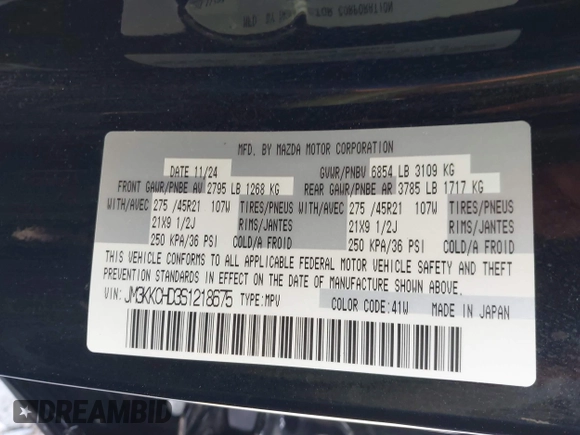 MFD. BY MAZDA MOTOR CORPORATION
DATE 11/24 GVWR/PNBV 6854 LB 3109 KG
FRONT GAWR/PNBE AV 2795 LB 1268 KG REAR GAWR/PNBE AR 3785 LB 1717 KG
WITH/AVEC 275 /45R21 107W TIRES/PNEUS WITH/AVEC 275 /45R21 107W TIRES/PNEUS
21X9 1/2J RIMS/JANTES 21X9 1/2J RIMS/JANTES
250 KPA/36 PSI COLD/A FROID 250 KPA/36 PSI COLD/A FROID
THIS VEHICLE CONFORMS TO ALL APPLICABLE FEDERAL MOTOR VEHICLE SAFETY AND THEFT
PREVENTION STANDARDS IN EFFECT ON THE DATE OF MANUFACTURE SHOWN ABOVE.
VIN: JM3KKCHD3S1218675 TYPE: MPV COLOR CODE: 41W MADE IN JAPAN
DREAMBID